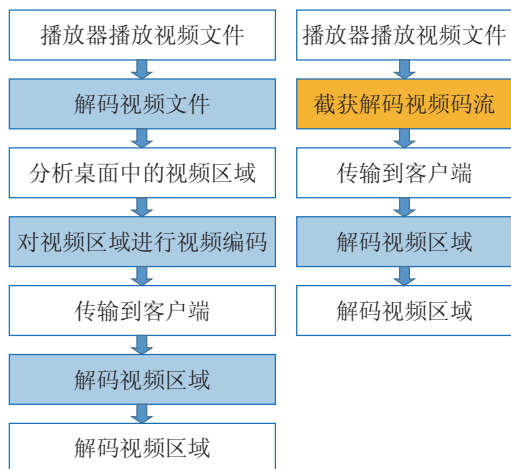 播放器播放视频文件
解码视频文件
分析桌面中的视频区域
对视频区域进行视频编码
传输到客户端
解码视频区域
解码视频区域
播放器播放视频文件
截获解码视频码流
传输到客户端
解码视频区域
解码视频区域